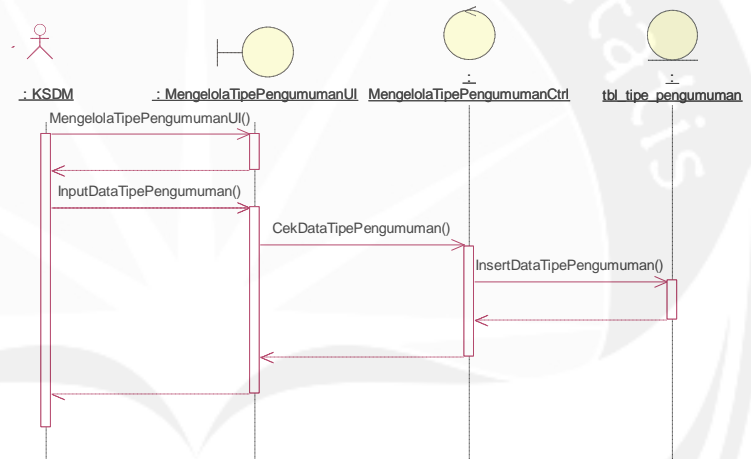 : KSDM
: MengelolaTipePengumumanUI
:
MengelolaTipePengumumanCtrl
:
tbl_tipe_pengumuman
MengelolaTipePengumumanUI()
InputDataTipePengumuman()
CekDataTipePengumuman()
InsertDataTipePengumuman()